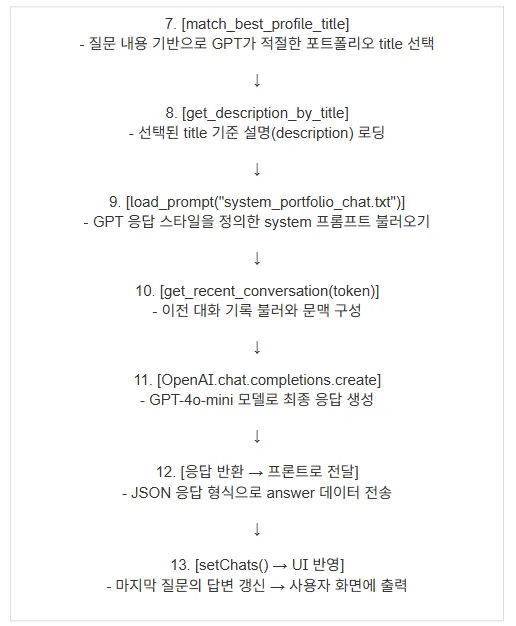 7. [match_best_profile_title]
- 질문 내용 기반으로 GPT가 적절한 포트폴리오 title 선택
↓
8. [get_description_by_title]
- 선택된 title 기준 설명(description) 로딩
↓
9. [load_prompt("system_portfolio_chat.txt")]
- GPT 응답 스타일을 정의한 system 프롬프트 불러오기
↓
10. [get_recent_conversation(token)]
- 이전 대화 기록 불러와 문맥 구성
↓
11. [OpenAI.chat.completions.create]
- GPT-4o-mini 모델로 최종 응답 생성
↓
12. [응답 반환 → 프론트로 전달]
- JSON 응답 형식으로 answer 데이터 전송
↓
13. [setChats() → UI 반영]
- 마지막 질문의 답변 갱신 → 사용자 화면에 출력